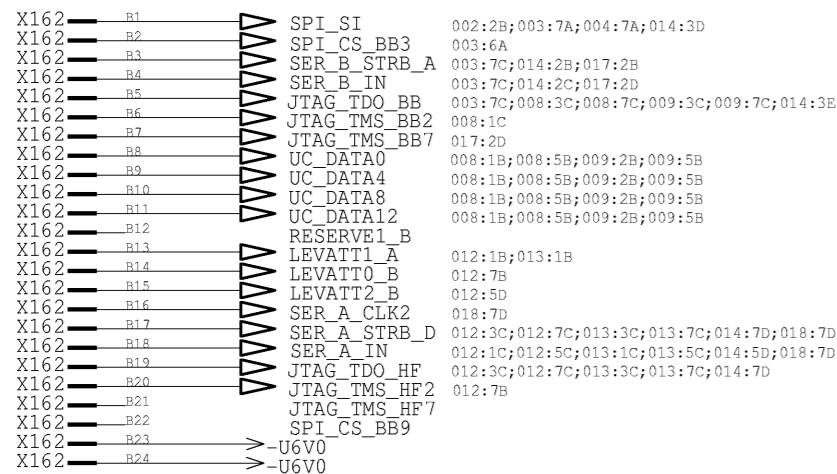 X162 B1 SPI_SI 002:2B;003:7A;004:7A;014:3D
X162 B2 SPI_CS_BB3 003:6A
X162 B3 SER_B_STRB_A 003:7C;014:2B;017:2B
X162 B4 SER_B_IN 003:7C;014:2C;017:2D
X162 B5 JTAG_TDO_BB 003:7C;008:3C;008:7C;009:3C;009:7C;014:3E
X162 B6 JTAG_TMS_BB2 008:1C
X162 B7 JTAG_TMS_BB7 017:2D
X162 B8 UC_DATA0 008:1B;008:5B;009:2B;009:5B
X162 B9 UC_DATA4 008:1B;008:5B;009:2B;009:5B
X162 B10 UC_DATA8 008:1B;008:5B;009:2B;009:5B
X162 B11 UC_DATA12 008:1B;008:5B;009:2B;009:5B
X162 B12 RESERVE1_B
X162 B13 LEVATT1_A 012:1B;013:1B
X162 B14 LEVATT0_B 012:7B
X162 B15 LEVATT2_B 012:5D
X162 B16 SER_A_CLK2 018:7D
X162 B17 SER_A_STRB_D 012:3C;012:7C;013:3C;013:7C;014:7D;018:7D
X162 B18 SER_A_IN 012:1C;012:5C;013:1C;013:5C;014:5D;018:7D
X162 B19 JTAG_TDO_HF 012:3C;012:7C;013:3C;013:7C;014:7D
X162 B20 JTAG_TMS_HF2 012:7B
X162 B21 JTAG_TMS_HF7
X162 B22 SPI_CS_BB9
X162 B23 -U6V0
X162 B24 -U6V0